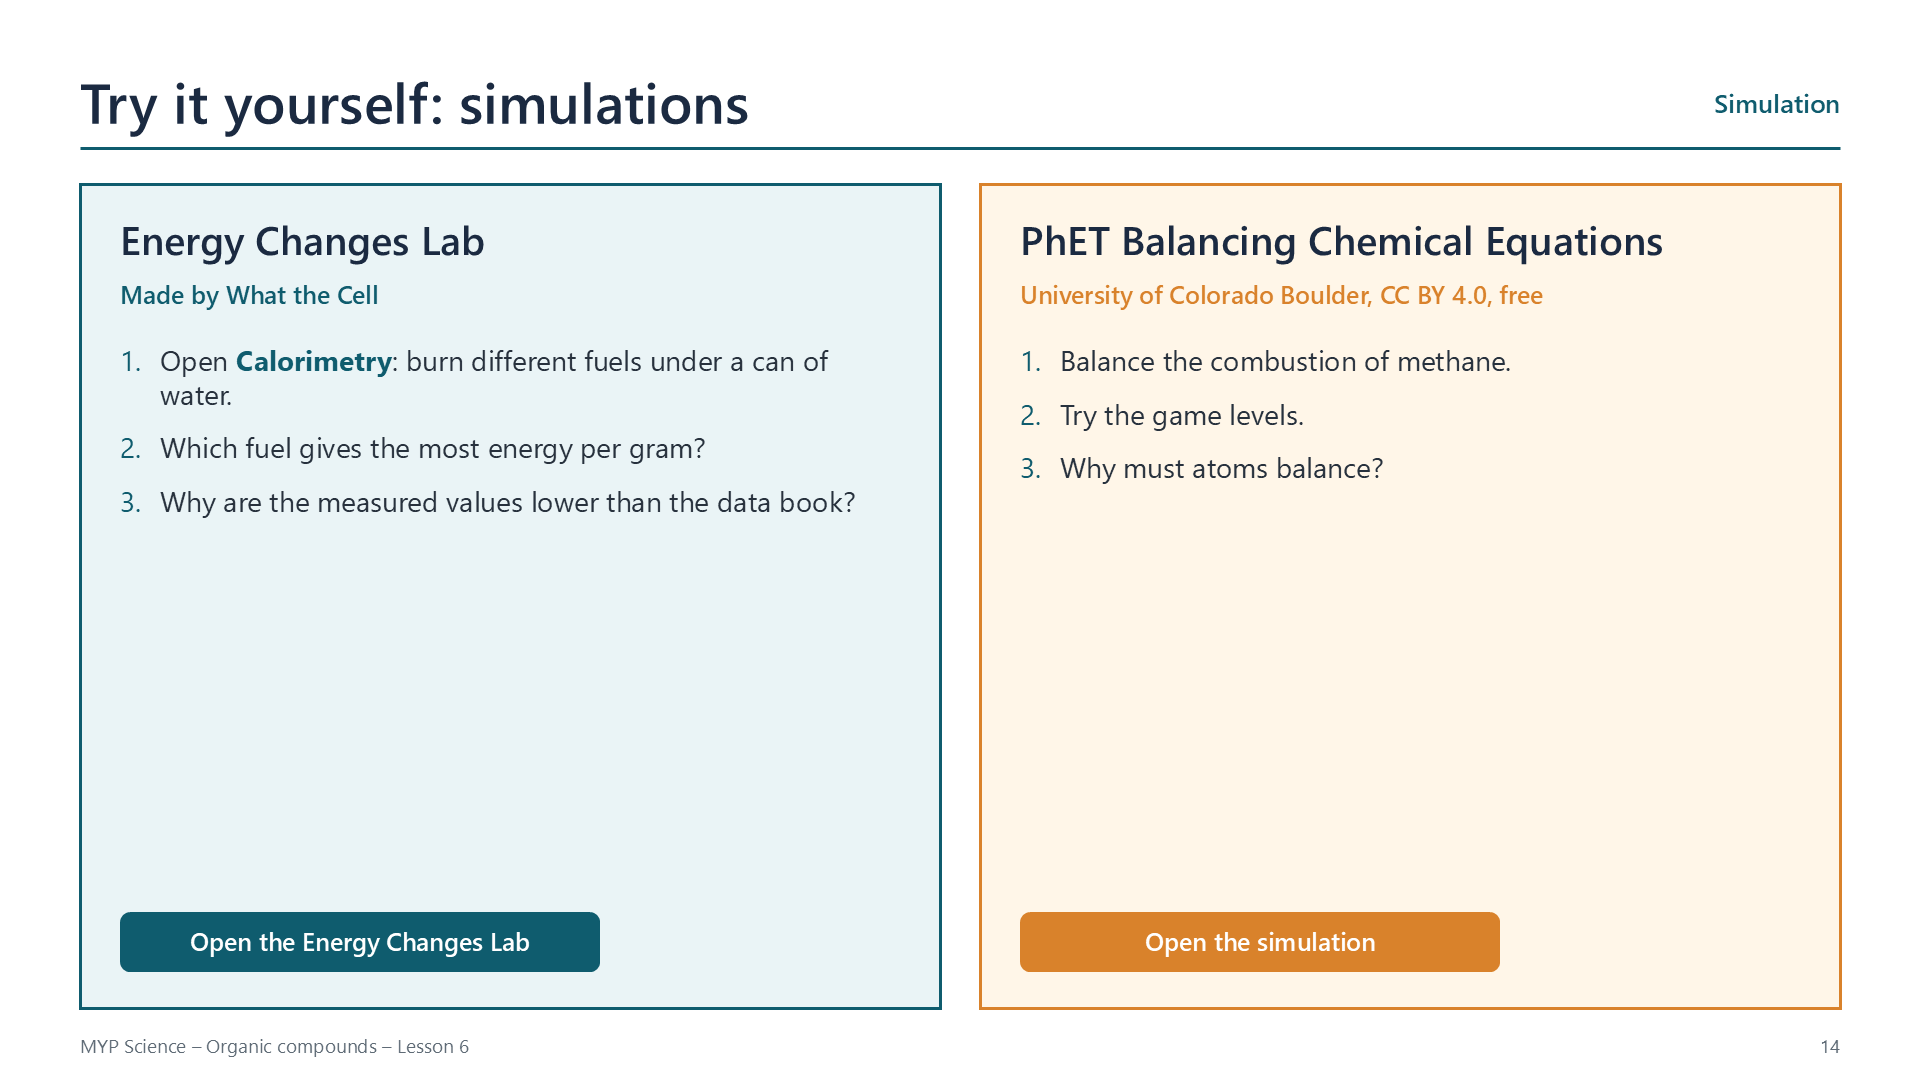 Try it yourself: simulations
Simulation
Energy Changes Lab
Made by What the Cell
1. Open Calorimetry: burn different fuels under a can of
water.
2. Which fuel gives the most energy per gram?
3. Why are the measured values lower than the data book?
Open the Energy Changes Lab
PhET Balancing Chemical Equations
University of Colorado Boulder, CC BY 4.0, free
1. Balance the combustion of methane.
2. Try the game levels.
3. Why must atoms balance?
Open the simulation
MYP Science – Organic compounds – Lesson 6
14